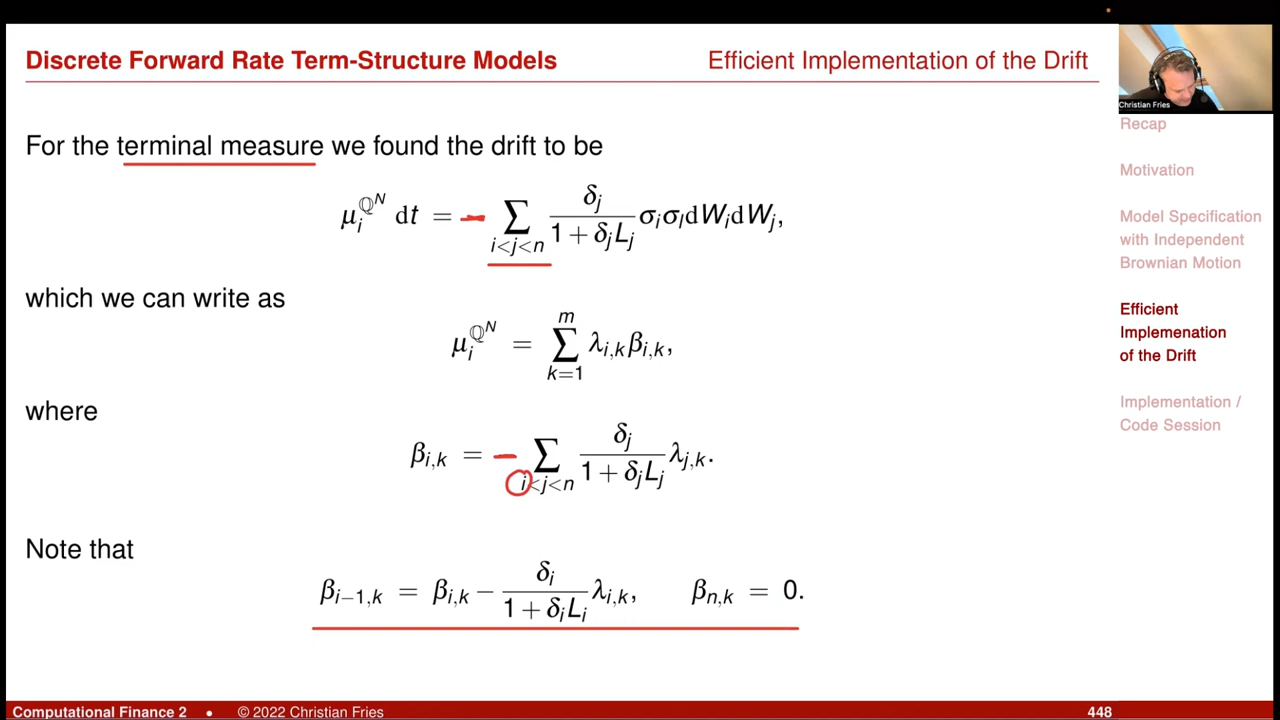 Discrete Forward Rate Term-Structure Models
Efficient Implementation of the Drift
Christian Fries
For the terminal measure we found the drift to be
μ_i^{ℚ^N} dt = − ∑_{i<j<n} δ_j / (1 + δ_j L_j) σ_i σ_l dW_i dW_j,
which we can write as
μ_i^{ℚ^N} = ∑_{k=1}^{m} λ_{i,k} β_{i,k},
where
β_{i,k} = − ∑_{i<j<n} δ_j / (1 + δ_j L_j) λ_{j,k}.
Note that
β_{i−1,k} = β_{i,k} − δ_i / (1 + δ_i L_i) λ_{i,k}, β_{n,k} = 0.
Recap
Motivation
Model Specification
with Independent
Brownian Motion
Efficient
Implemenation
of the Drift
Implementation /
Code Session
Computational Finance 2 • © 2022 Christian Fries
448